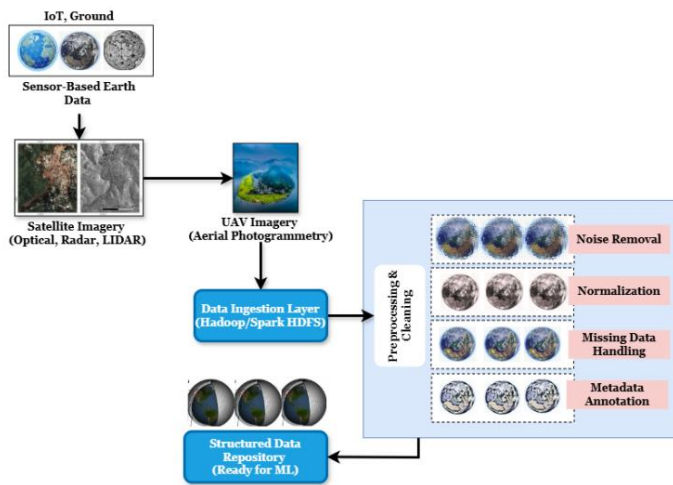 IoT, Ground
Sensor-Based Earth
Data
Satellite Imagery
(Optical, Radar, LIDAR)
UAV Imagery
(Aerial Photogrammetry)
Data Ingestion Layer
(Hadoop/Spark HDFS)
Preprocessing &
Cleaning
Noise Removal
Normalization
Missing Data
Handling
Metadata
Annotation
Structured Data
Repository
(Ready for ML)